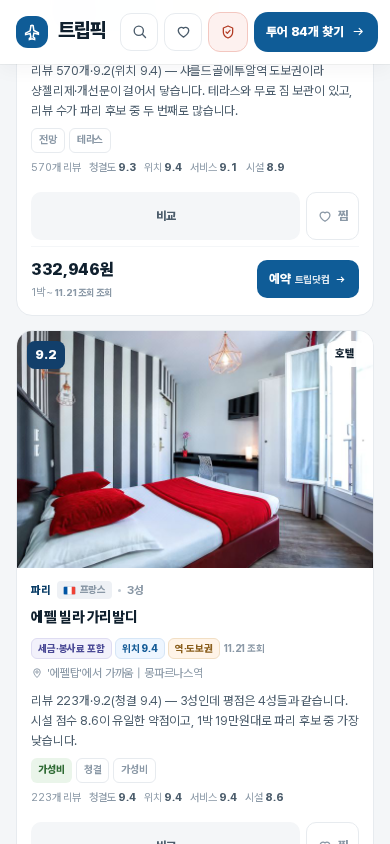 트립픽
투어 84개 찾기 →
리뷰 570개·9.2(위치 9.4) — 샤를드골에투알역 도보권이라
샹젤리제·개선문이 걸어서 닿습니다. 테라스와 무료 짐 보관이 있고,
리뷰 수가 파리 후보 중 두 번째로 많습니다.
전망 테라스
570개 리뷰 청결도 9.3 위치 9.4 서비스 9.1 시설 8.9
비교 찜
332,946원
1박~ 11.21 조회 조회
예약 트립닷컴 →
9.2
호텔
파리 프랑스 • 3성
에펠 빌라 가리발디
세금·봉사료 포함 위치 9.4 역·도보권 11.21 조회
'에펠탑'에서 가까움 | 몽파르나스역
리뷰 223개·9.2(청결 9.4) — 3성인데 평점은 4성들과 같습니다.
시설 점수 8.6이 유일한 약점이고, 1박 19만원대로 파리 후보 중 가장
낮습니다.
가성비 청결 가성비
223개 리뷰 청결도 9.4 위치 9.4 서비스 9.4 시설 8.6
비교 찜